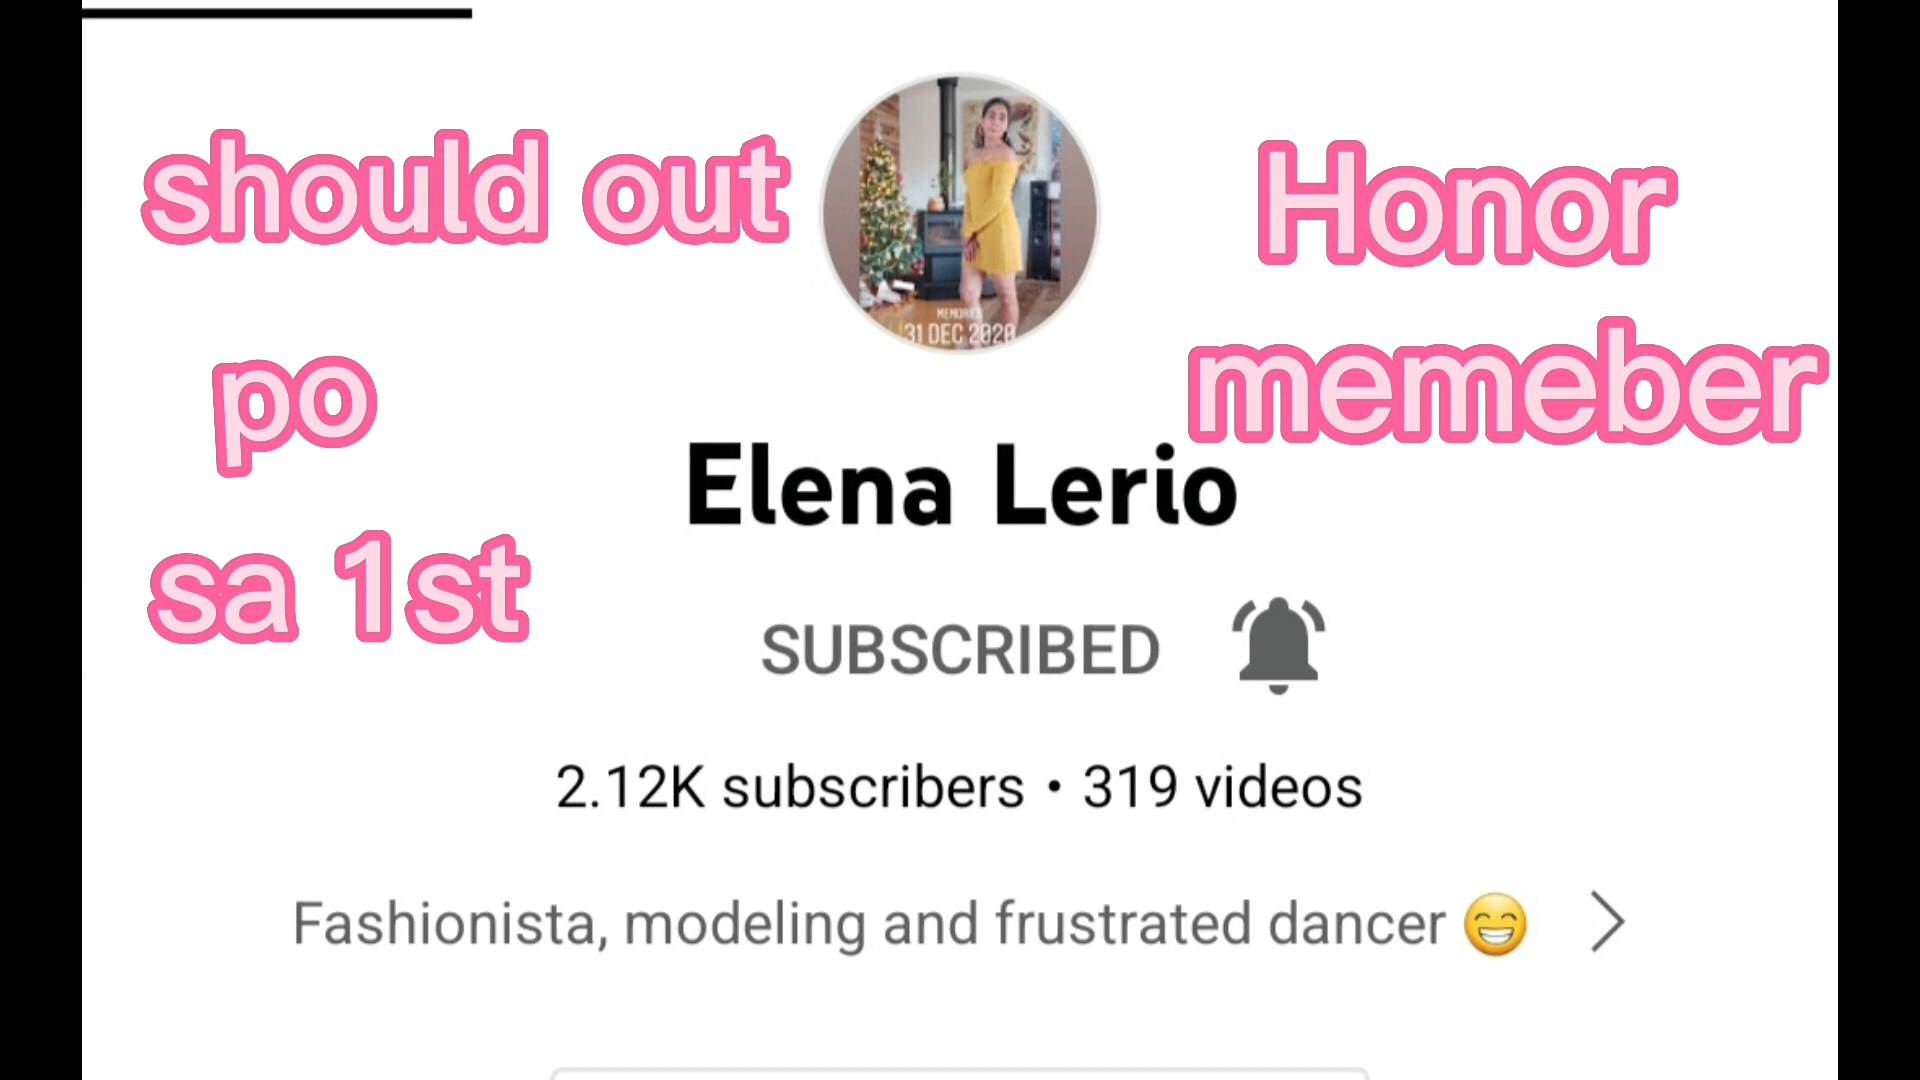 should out
po
sa 1st
Honor
memeber
MEMORIES
31 DEC 2020
Elena Lerio
SUBSCRIBED
2.12K subscribers • 319 videos
Fashionista, modeling and frustrated dancer 😁